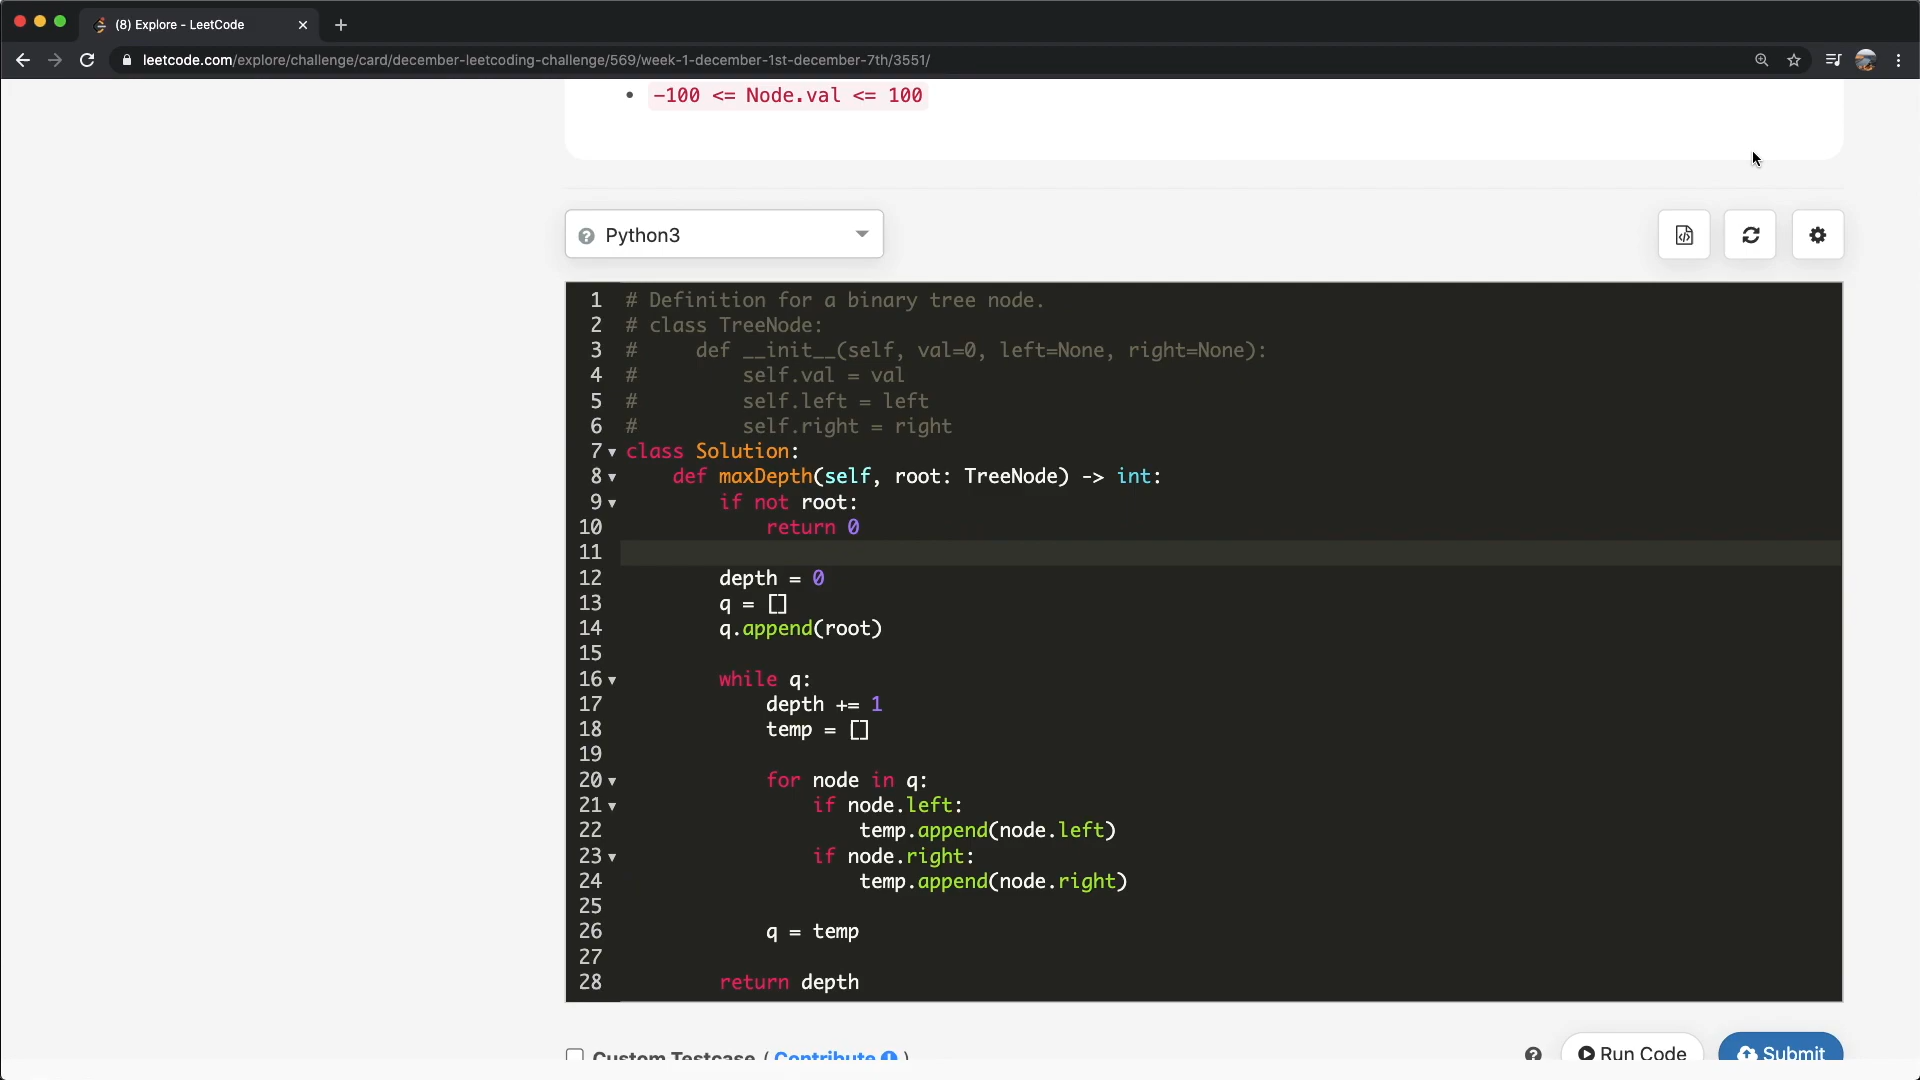 (8) Explore - LeetCode
leetcode.com/explore/challenge/card/december-leetcoding-challenge/569/week-1-december-1st-december-7th/3551/
• -100 <= Node.val <= 100
Python3
1 # Definition for a binary tree node.
2 # class TreeNode:
3 #     def __init__(self, val=0, left=None, right=None):
4 #         self.val = val
5 #         self.left = left
6 #         self.right = right
7 class Solution:
8     def maxDepth(self, root: TreeNode) -> int:
9         if not root:
10             return 0
11
12         depth = 0
13         q = []
14         q.append(root)
15
16         while q:
17             depth += 1
18             temp = []
19
20             for node in q:
21                 if node.left:
22                     temp.append(node.left)
23                 if node.right:
24                     temp.append(node.right)
25
26             q = temp
27
28         return depth
Custom Testcase ( Contribute )
Run Code
Submit